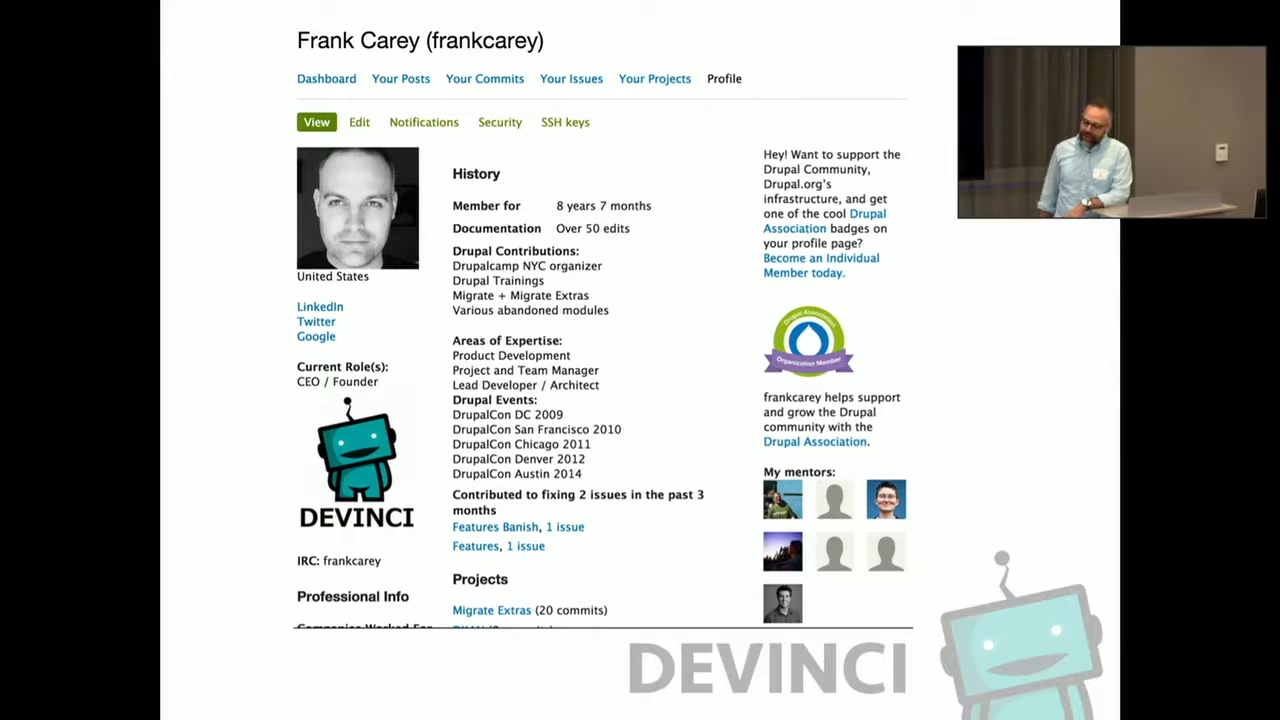 Frank Carey (frankcarey)
Dashboard Your Posts Your Commits Your Issues Your Projects Profile
View Edit Notifications Security SSH keys
United States
LinkedIn
Twitter
Google
Current Role(s):
CEO / Founder
DEVINCI
IRC: frankcarey
Professional Info
Companies Worked For
History
Member for 8 years 7 months
Documentation Over 50 edits
Drupal Contributions:
Drupalcamp NYC organizer
Drupal Trainings
Migrate + Migrate Extras
Various abandoned modules
Areas of Expertise:
Product Development
Project and Team Manager
Lead Developer / Architect
Drupal Events:
DrupalCon DC 2009
DrupalCon San Francisco 2010
DrupalCon Chicago 2011
DrupalCon Denver 2012
DrupalCon Austin 2014
Contributed to fixing 2 issues in the past 3
months
Features Banish, 1 issue
Features, 1 issue
Projects
Migrate Extras (20 commits)
Hey! Want to support the
Drupal Community,
Drupal.org's
infrastructure, and get
one of the cool Drupal
Association badges on
your profile page?
Become an Individual
Member today.
Drupal Association
Organization Member
frankcarey helps support
and grow the Drupal
community with the
Drupal Association.
My mentors:
DEVINCI